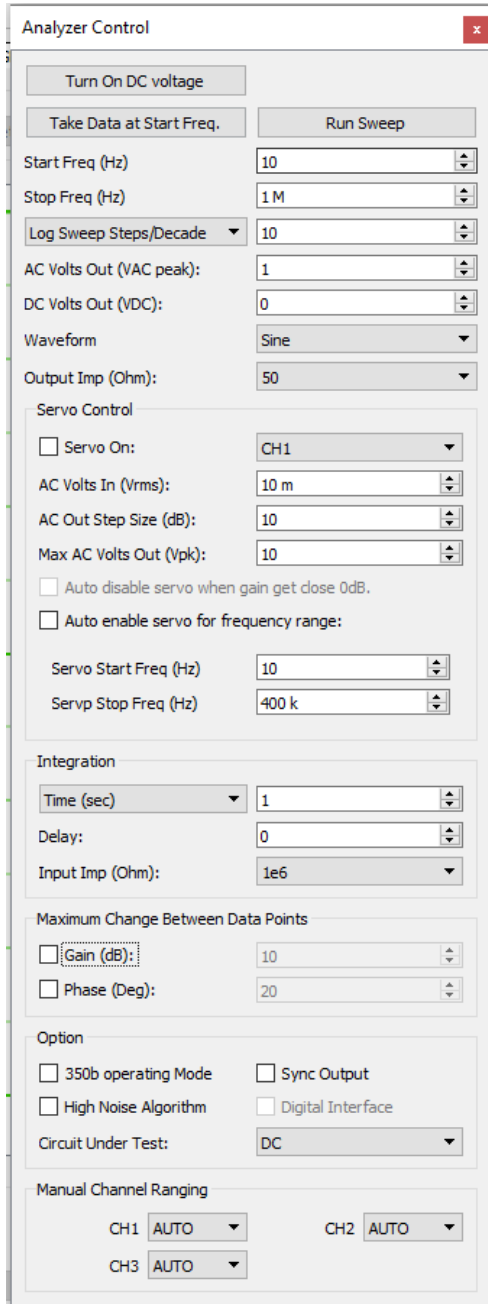 Analyzer Control x
Turn On DC voltage
Take Data at Start Freq. Run Sweep
Start Freq (Hz) 10
Stop Freq (Hz) 1 M
Log Sweep Steps/Decade 10
AC Volts Out (VAC peak): 1
DC Volts Out (VDC): 0
Waveform Sine
Output Imp (Ohm): 50
Servo Control
Servo On: CH1
AC Volts In (Vrms): 10 m
AC Out Step Size (dB): 10
Max AC Volts Out (Vpk): 10
Auto disable servo when gain get close 0dB.
Auto enable servo for frequency range:
Servo Start Freq (Hz) 10
Servp Stop Freq (Hz) 400 k
Integration
Time (sec) 1
Delay: 0
Input Imp (Ohm): 1e6
Maximum Change Between Data Points
Gain (dB): 10
Phase (Deg): 20
Option
350b operating Mode Sync Output
High Noise Algorithm Digital Interface
Circuit Under Test: DC
Manual Channel Ranging
CH1 AUTO CH2 AUTO
CH3 AUTO